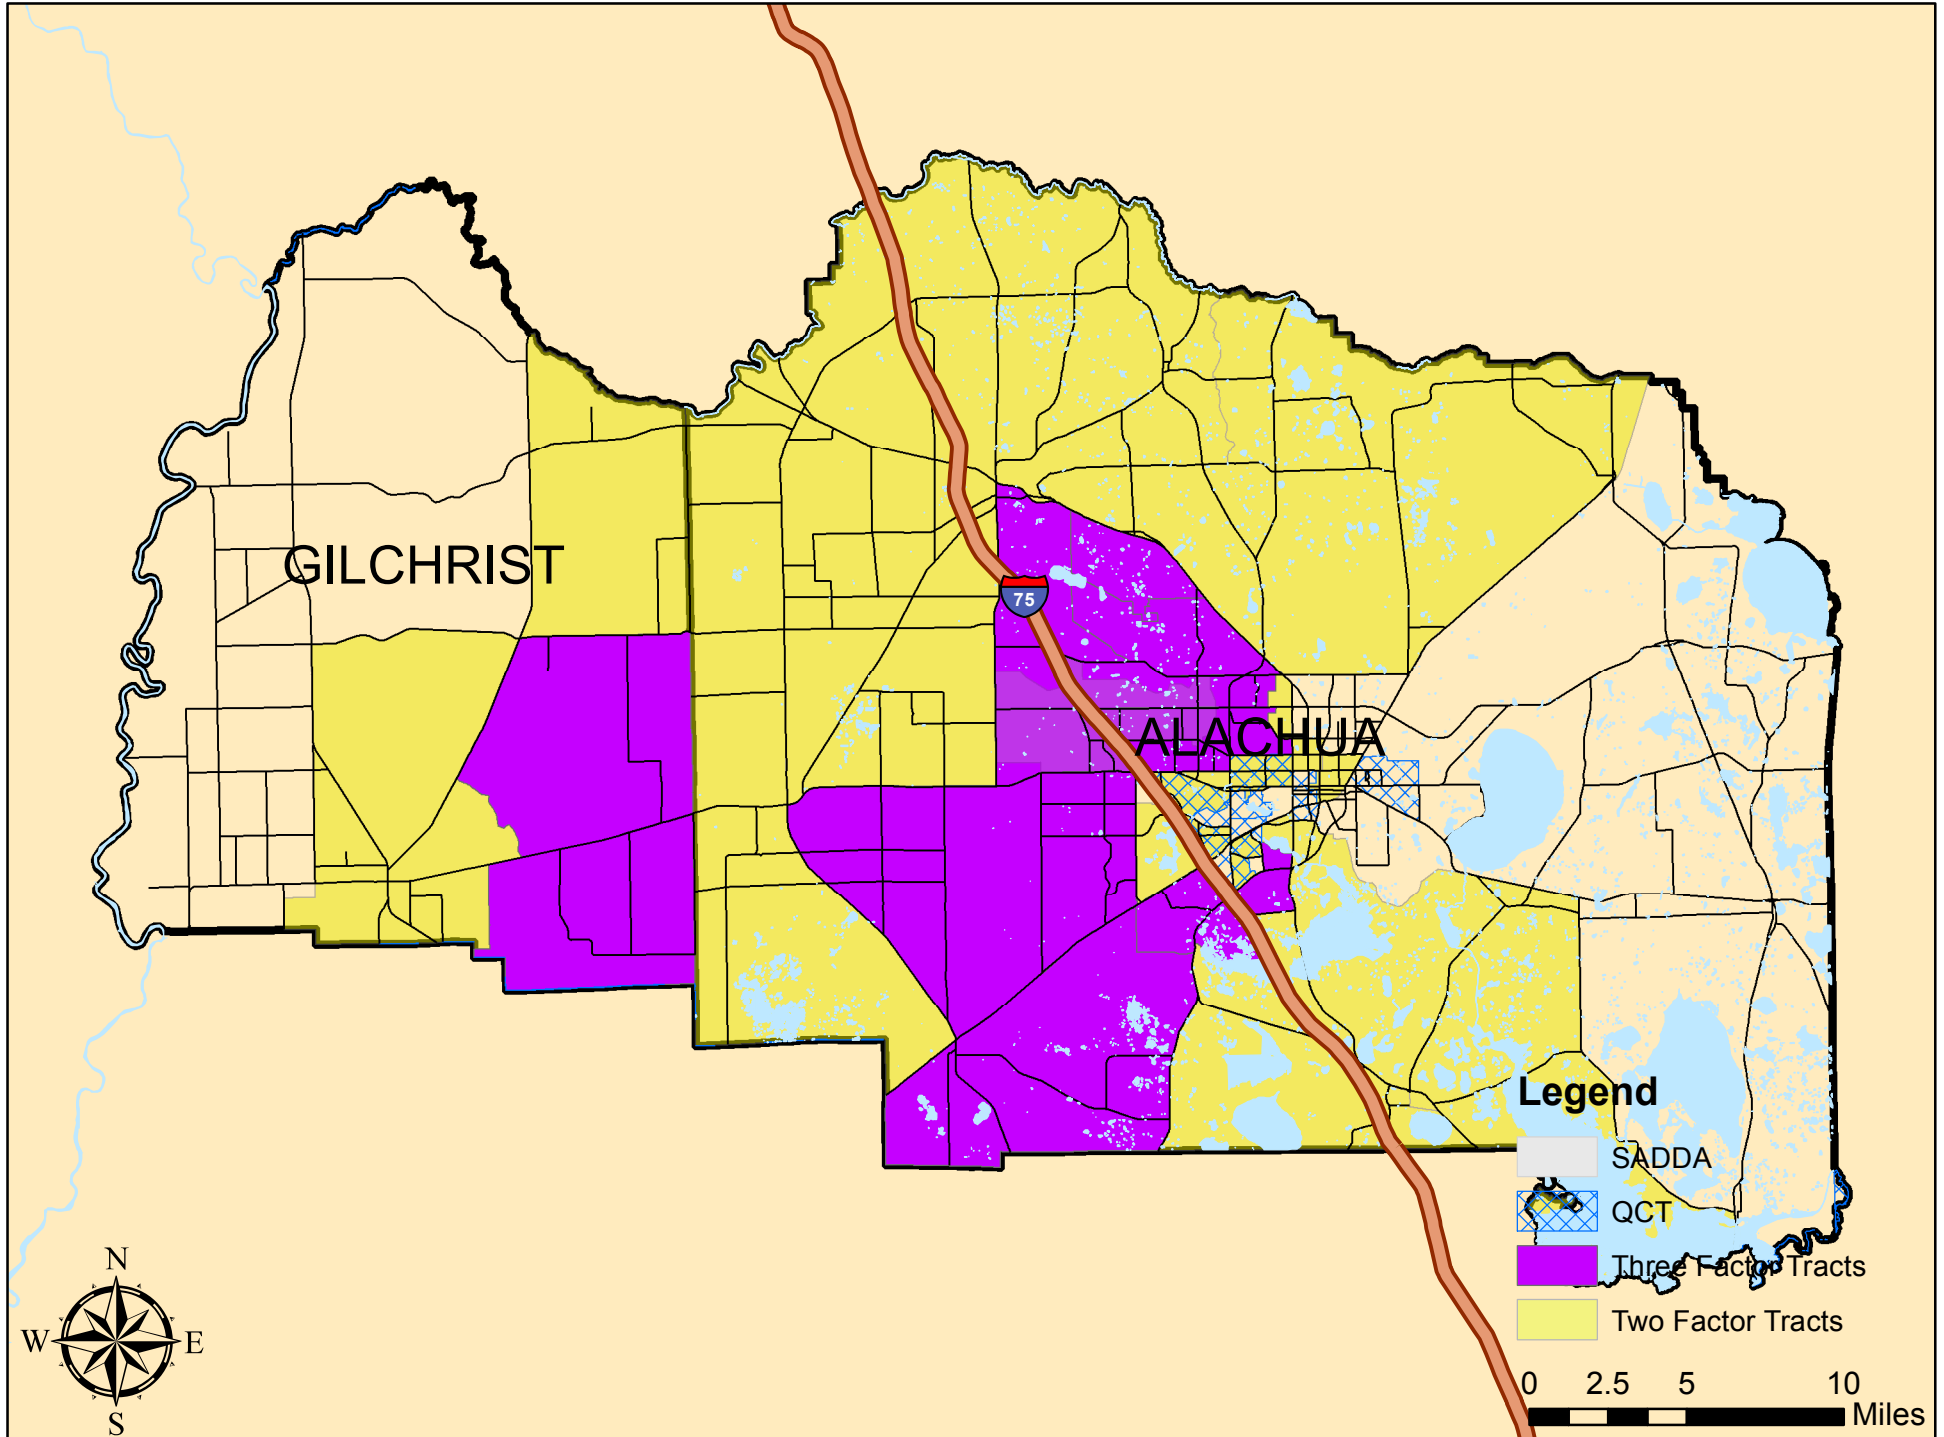 GILCHRIST
75
ALACHUA
Legend
SADDA
QCT
Three Factor Tracts
Two Factor Tracts
N
W E
S
0 2.5 5 10
Miles